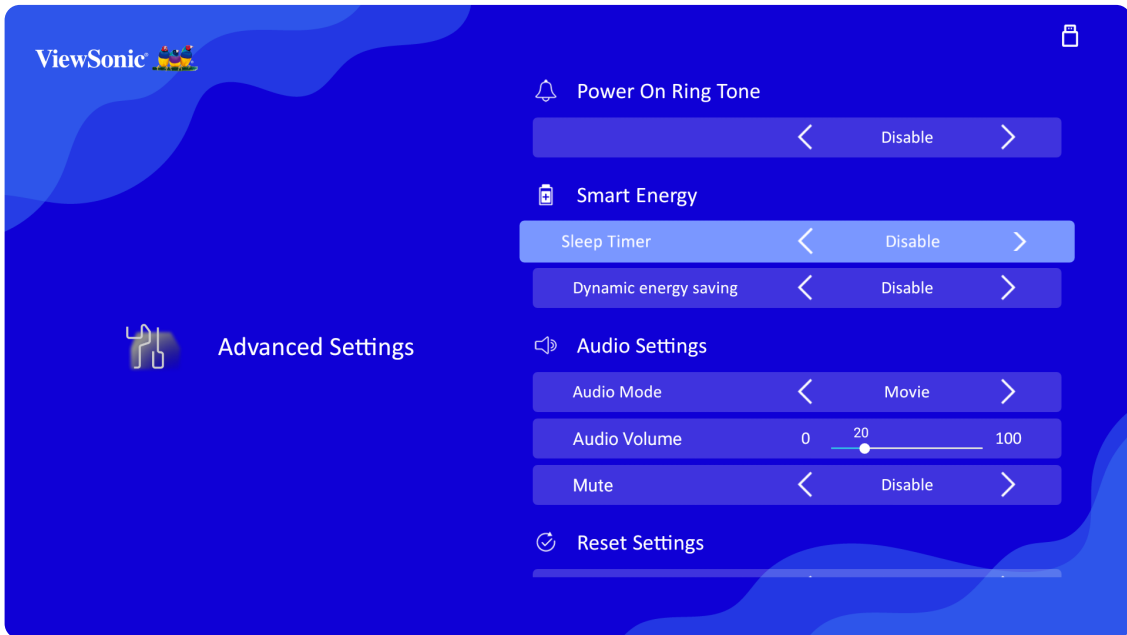 ViewSonic®
Power On Ring Tone
Disable
Smart Energy
Sleep Timer Disable
Dynamic energy saving Disable
Advanced Settings
Audio Settings
Audio Mode Movie
Audio Volume 0 20 100
Mute Disable
Reset Settings